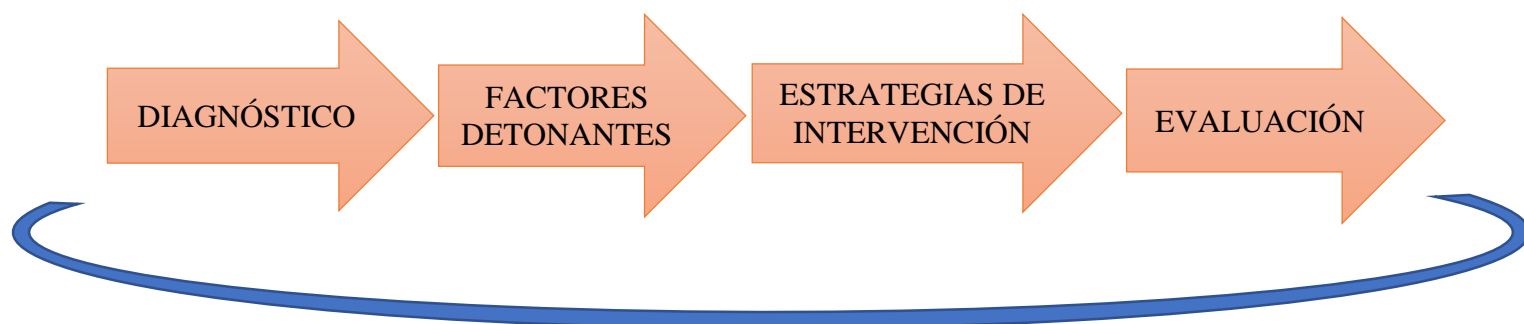 DIAGNÓSTICO
FACTORES
DETONANTES
ESTRATEGIAS DE
INTERVENCIÓN
EVALUACIÓN